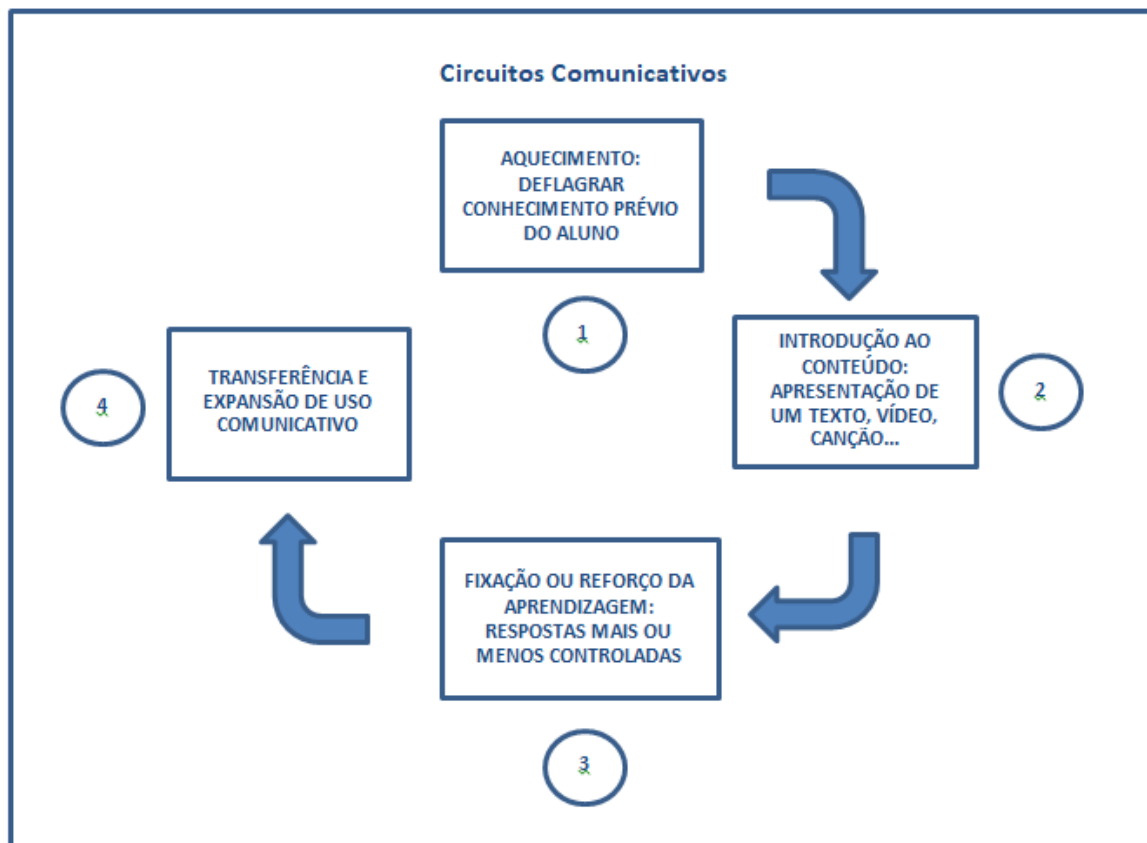 Circuitos Comunicativos
AQUECIMENTO:
DEFLAGRAR
CONHECIMENTO PRÉVIO
DO ALUNO
1
INTRODUÇÃO AO
CONTEÚDO:
APRESENTAÇÃO DE
UM TEXTO, VÍDEO,
CANÇÃO...
2
FIXAÇÃO OU REFORÇO DA
APRENDIZAGEM:
RESPOSTAS MAIS OU
MENOS CONTROLADAS
3
TRANSFERÊNCIA E
EXPANSÃO DE USO
COMUNICATIVO
4